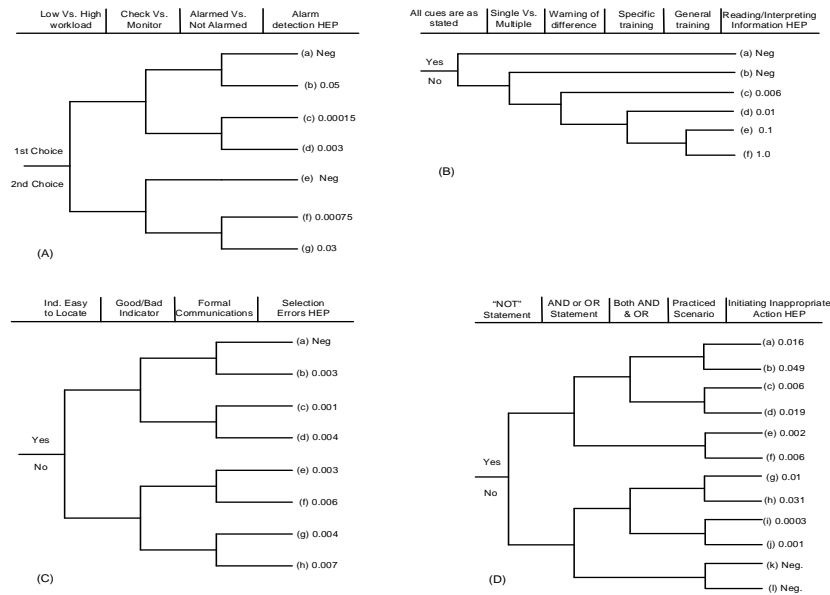 Low Vs. High workload
Check Vs. Monitor
Alarmed Vs. Not Alarmed
Alarm detection HEP
(a) Neg
(b) 0.05
(c) 0.00015
(d) 0.003
1st Choice
2nd Choice
(e) Neg
(f) 0.00075
(g) 0.03
(A)
All cues are as stated
Single Vs. Multiple
Warning of difference
Specific training
General training
Reading/Interpreting Information HEP
Yes
No
(a) Neg
(b) Neg
(c) 0.006
(d) 0.01
(e) 0.1
(f) 1.0
(B)
Ind. Easy to Locate
Good/Bad Indicator
Formal Communications
Selection Errors HEP
(a) Neg
(b) 0.003
(c) 0.001
(d) 0.004
Yes
No
(e) 0.003
(f) 0.006
(g) 0.004
(h) 0.007
(C)
“NOT” Statement
AND or OR Statement
Both AND & OR
Practiced Scenario
Initiating Inappropriate Action HEP
(a) 0.016
(b) 0.049
(c) 0.006
(d) 0.019
(e) 0.002
(f) 0.006
Yes
No
(g) 0.01
(h) 0.031
(i) 0.0003
(j) 0.001
(k) Neg.
(l) Neg.
(D)